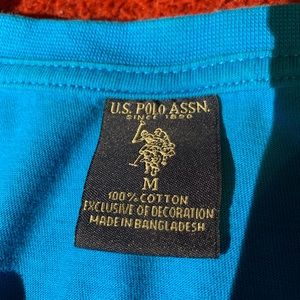 U.S. POLO ASSN.
SINCE 1890
M
100% COTTON
EXCLUSIVE OF DECORATION
MADE IN BANGLADESH